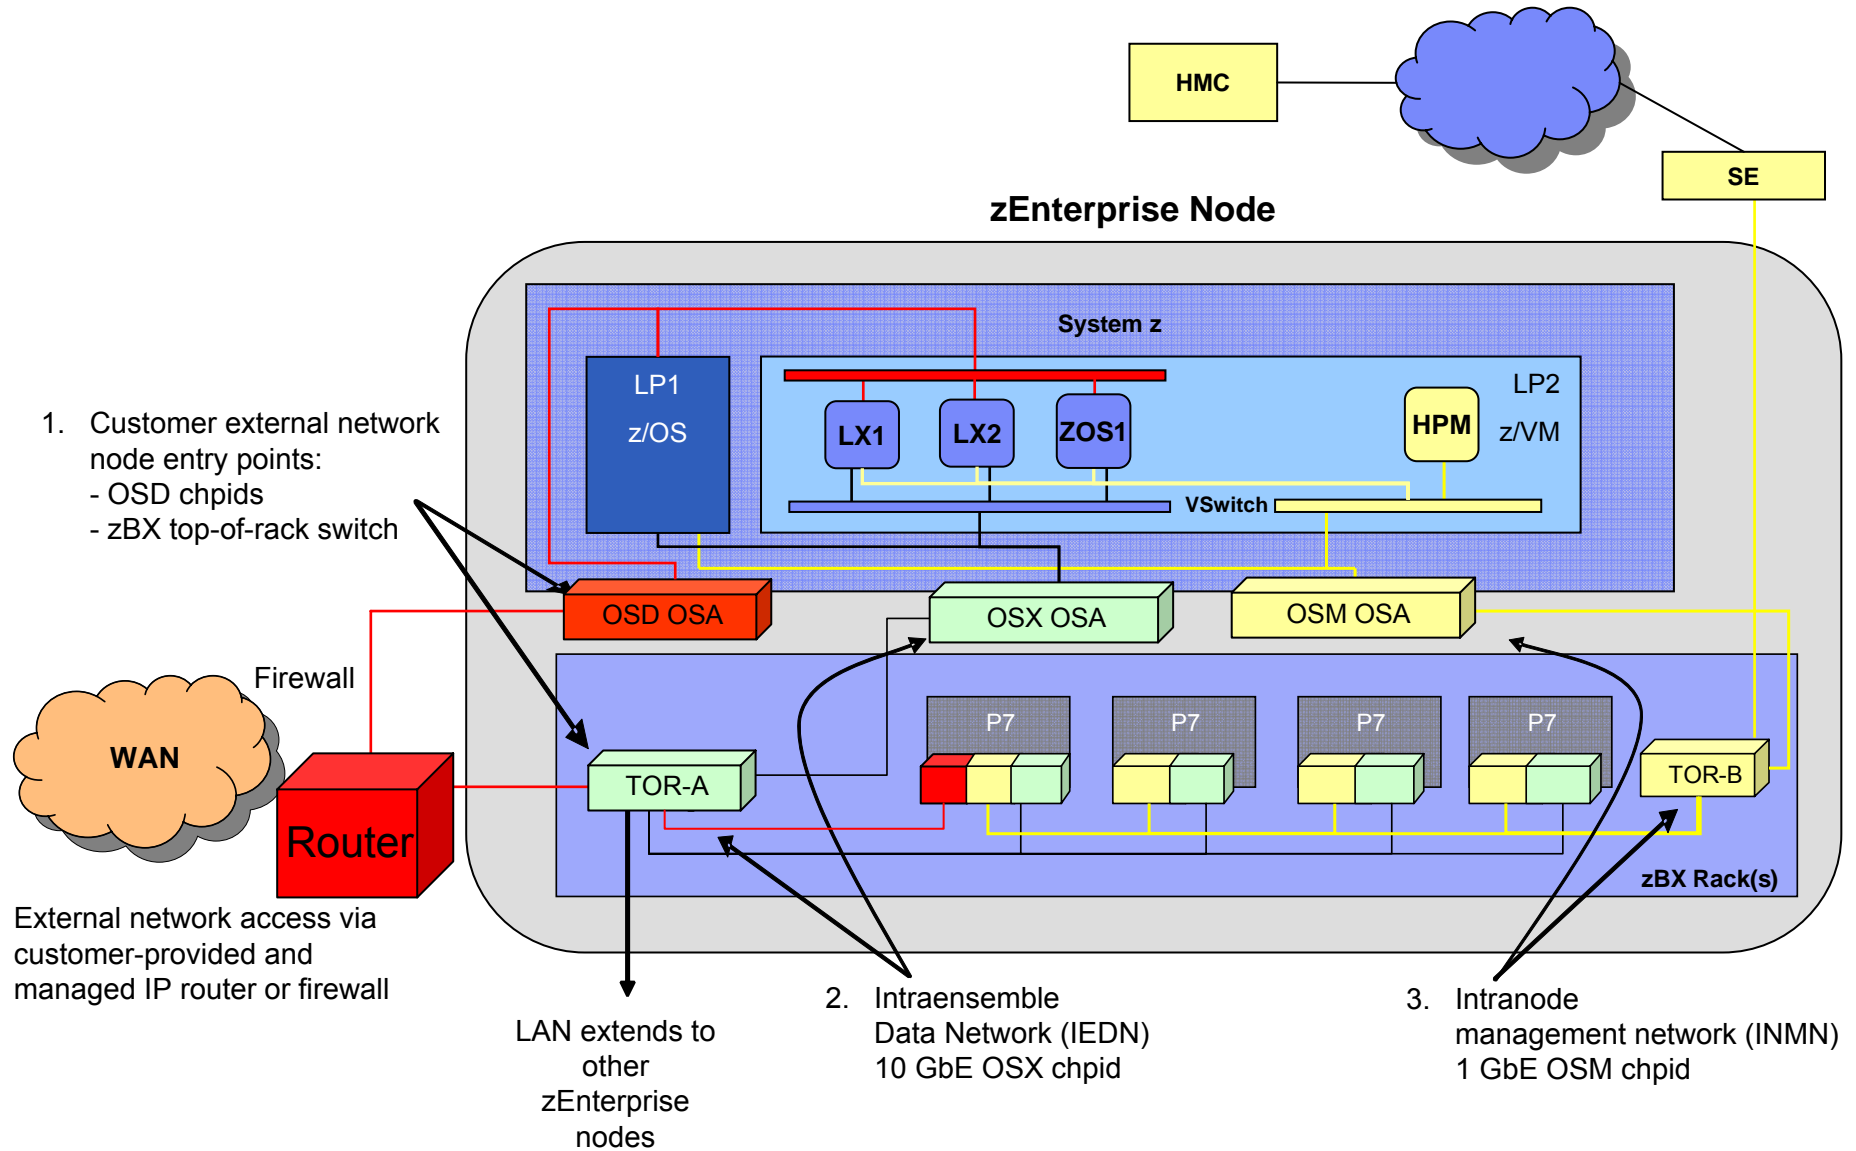 HMC
SE
zEnterprise Node
System z
LP1
z/OS
LP2
z/VM
LX1
LX2
ZOS1
HPM
VSwitch
1. Customer external network
node entry points:
- OSD chpids
- zBX top-of-rack switch
OSD OSA
OSX OSA
OSM OSA
Firewall
WAN
Router
TOR-A
P7
P7
P7
P7
TOR-B
zBX Rack(s)
External network access via
customer-provided and
managed IP router or firewall
LAN extends to
other
zEnterprise
nodes
2. Intraensemble
Data Network (IEDN)
10 GbE OSX chpid
3. Intranode
management network (INMN)
1 GbE OSM chpid